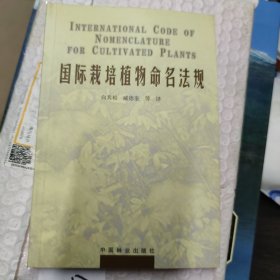 INTERNATIONAL CODE OF
NOMENCLATURE
FOR CULTIVATED PLANTS
国际栽培植物命名法规
向其柏 臧德奎 等 译
中国林业出版社